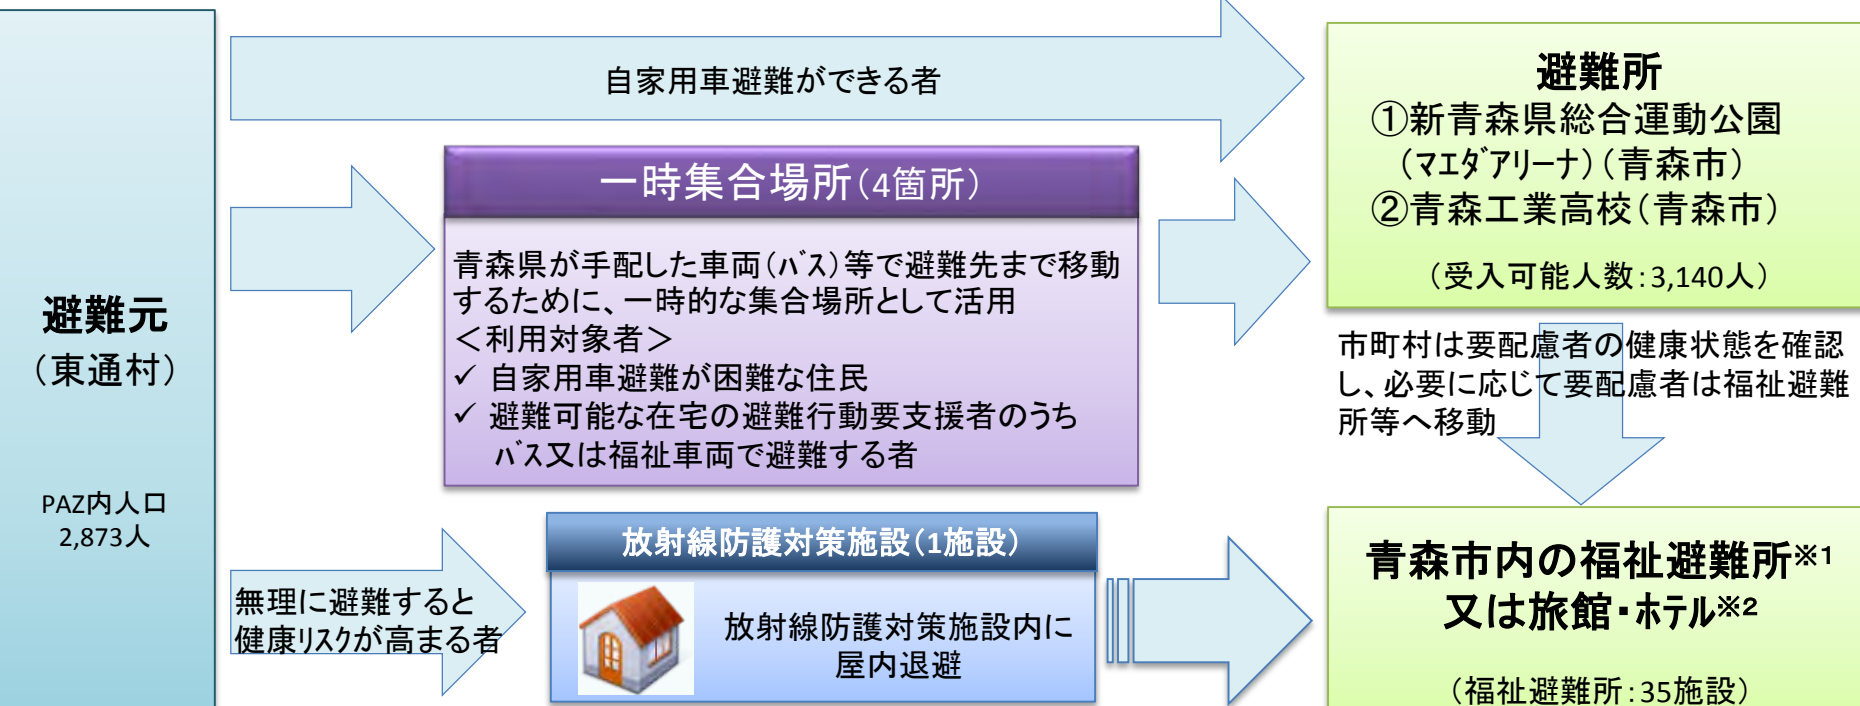 避難元
（東通村）
PAZ内人口
2,873人
自家用車避難ができる者
一時集合場所（4箇所）
青森県が手配した車両（ﾊﾞｽ）等で避難先まで移動
するために、一時的な集合場所として活用
＜利用対象者＞
✓ 自家用車避難が困難な住民
✓ 避難可能な在宅の避難行動要支援者のうち
ﾊﾞｽ又は福祉車両で避難する者
無理に避難すると
健康ﾘｽｸが高まる者
放射線防護対策施設（1施設）
放射線防護対策施設内に
屋内退避
避難所
①新青森県総合運動公園
（ﾏｴﾀﾞｱﾘｰﾅ）（青森市）
②青森工業高校（青森市）
（受入可能人数：3,140人）
市町村は要配慮者の健康状態を確認
し、必要に応じて要配慮者は福祉避難
所等へ移動
青森市内の福祉避難所※1
又は旅館・ﾎﾃﾙ※2
（福祉避難所：35施設）